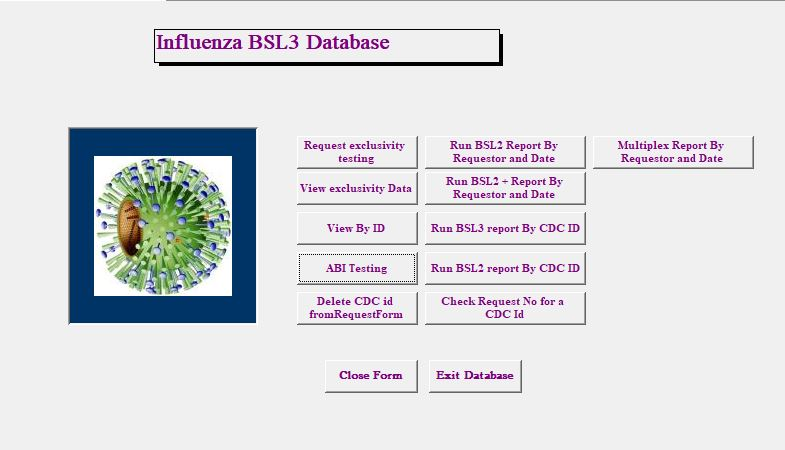 Influenza BSL3 Database
Request exclusivity
testing
Run BSL2 Report By
Requestor and Date
Multiplex Report By
Requestor and Date
View exclusivity Data
Run BSL2 + Report By
Requestor and Date
View By ID
Run BSL3 report By CDC ID
ABI Testing
Run BSL2 report By CDC ID
Delete CDC id
fromRequestForm
Check Request No for a
CDC Id
Close Form
Exit Database